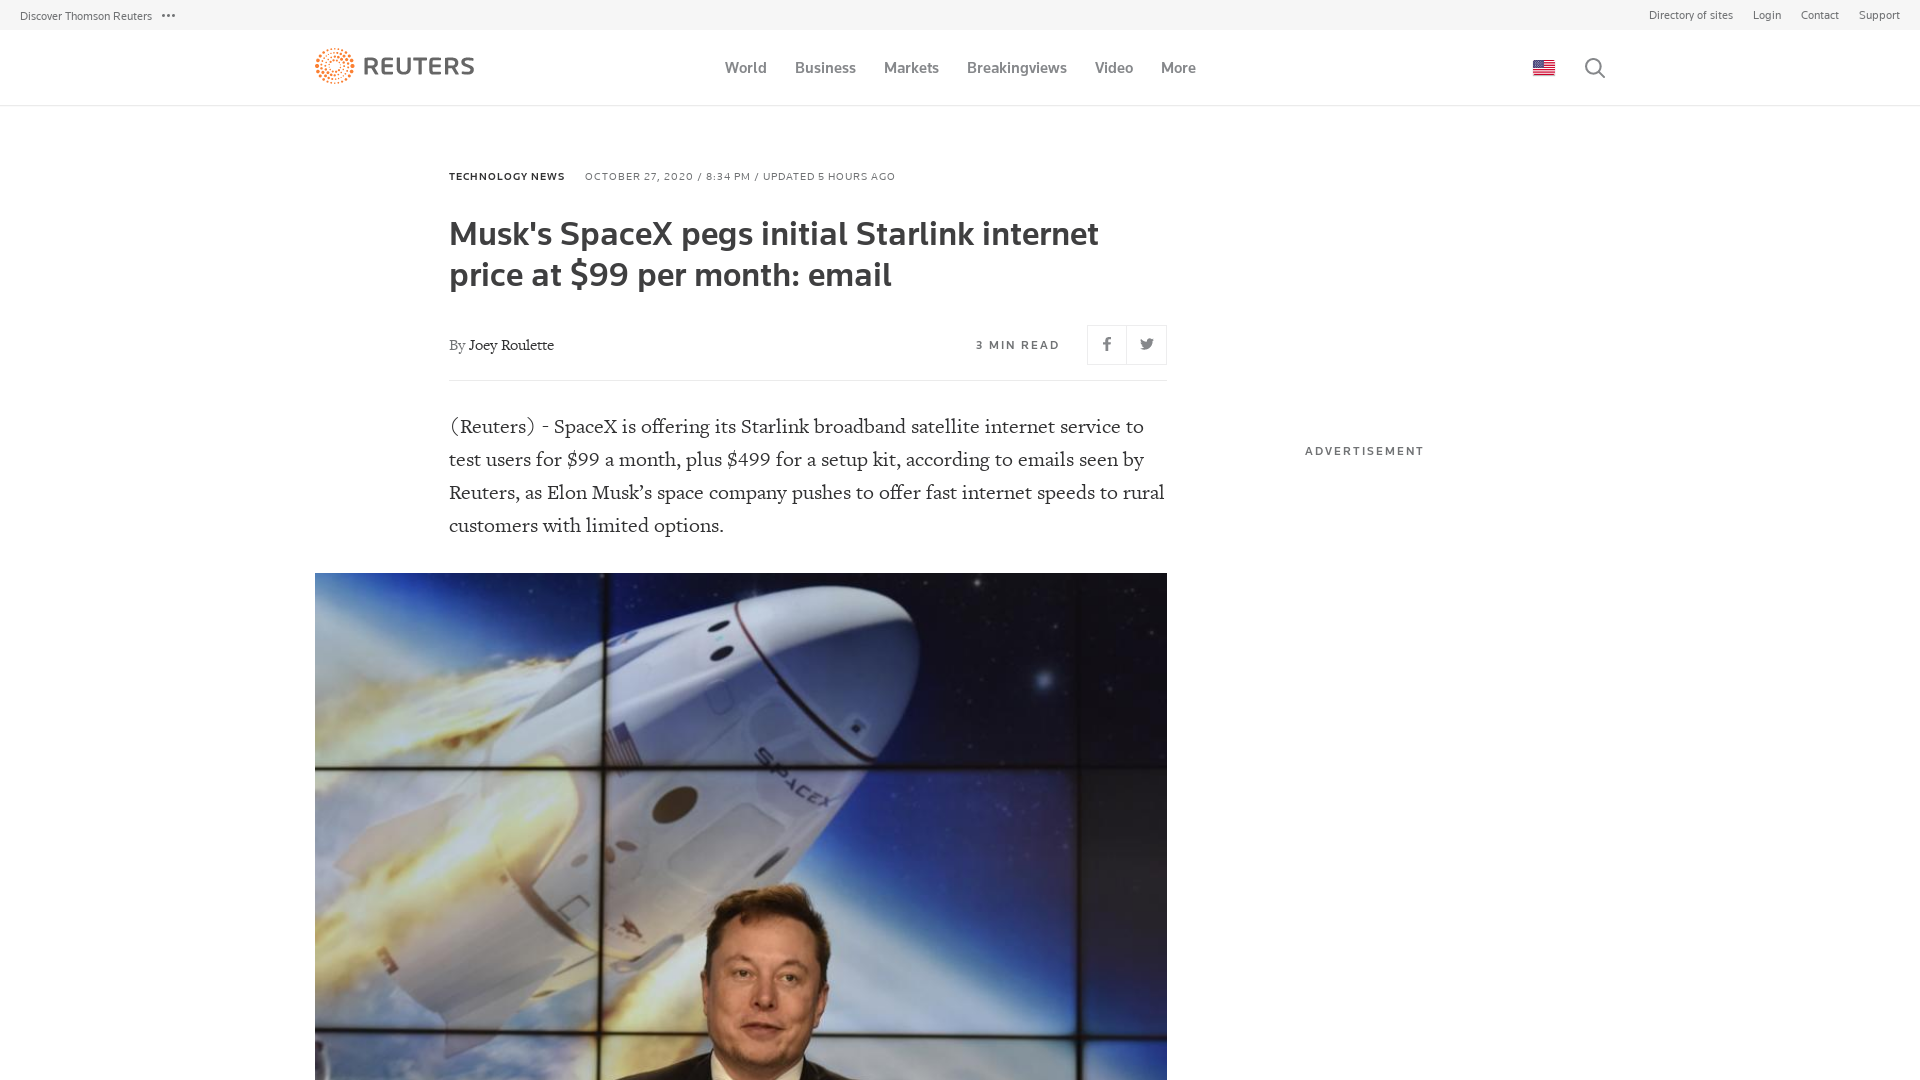 Discover Thomson Reuters
Directory of sites Login Contact Support
REUTERS
World Business Markets Breakingviews Video More
TECHNOLOGY NEWS OCTOBER 27, 2020 / 8:34 PM / UPDATED 5 HOURS AGO
Musk's SpaceX pegs initial Starlink internet
price at $99 per month: email
By Joey Roulette
3 MIN READ
(Reuters) - SpaceX is offering its Starlink broadband satellite internet service to
test users for $99 a month, plus $499 for a setup kit, according to emails seen by
Reuters, as Elon Musk’s space company pushes to offer fast internet speeds to rural
customers with limited options.
ADVERTISEMENT
SPACEX